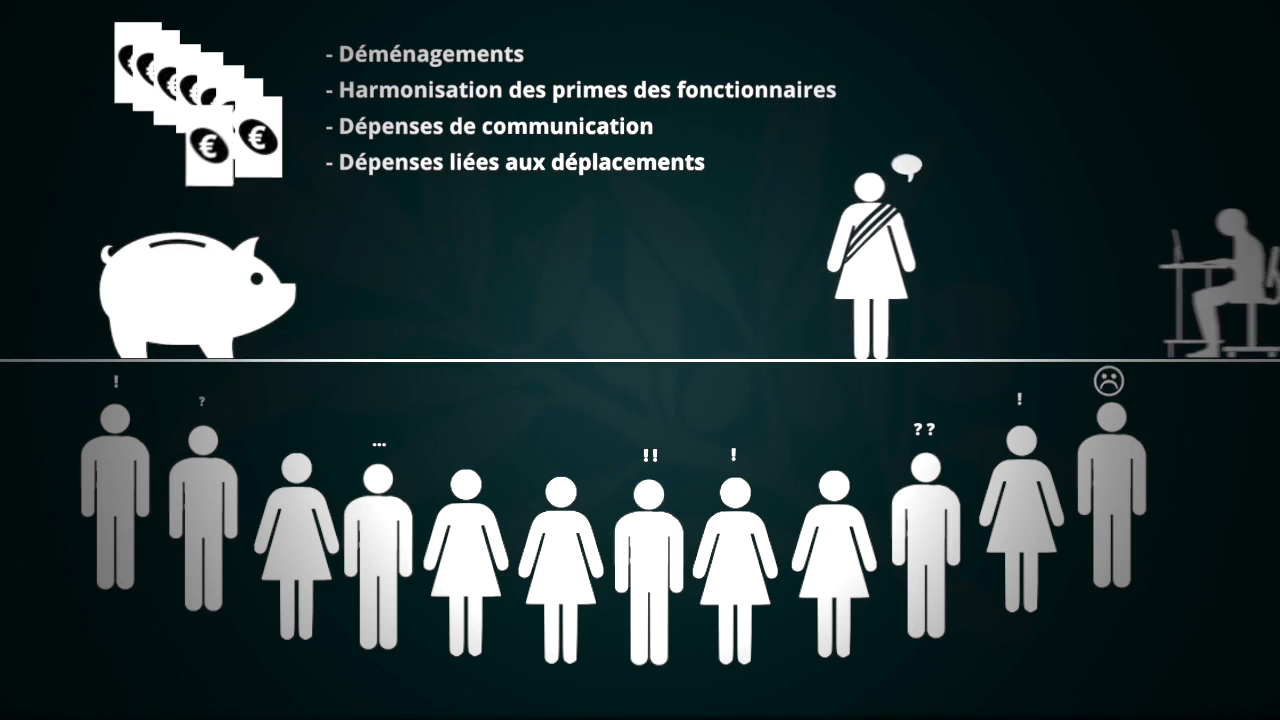 - Déménagements
- Harmonisation des primes des fonctionnaires
- Dépenses de communication
- Dépenses liées aux déplacements
€ € € € € € €
! ? ... !! ! ?? !